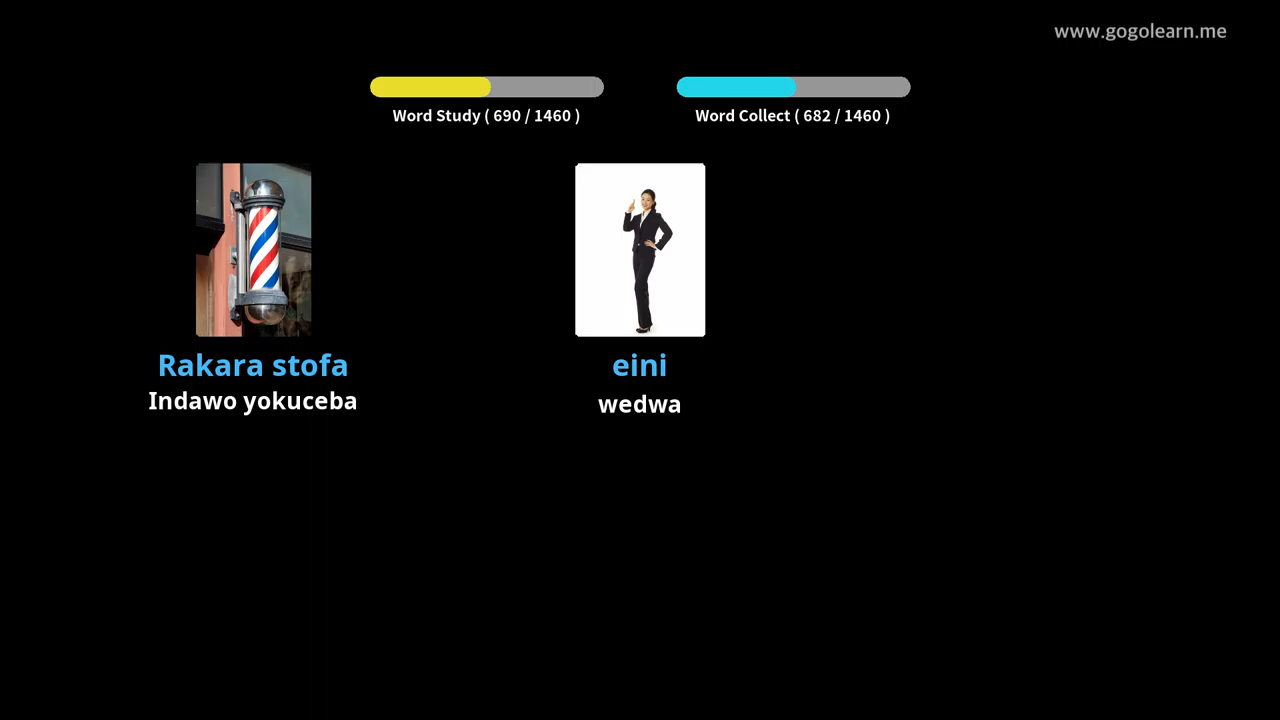 www.gogolearn.me
Word Study ( 690 / 1460 )
Word Collect ( 682 / 1460 )
Rakara stofa
Indawo yokuceba
eini
wedwa